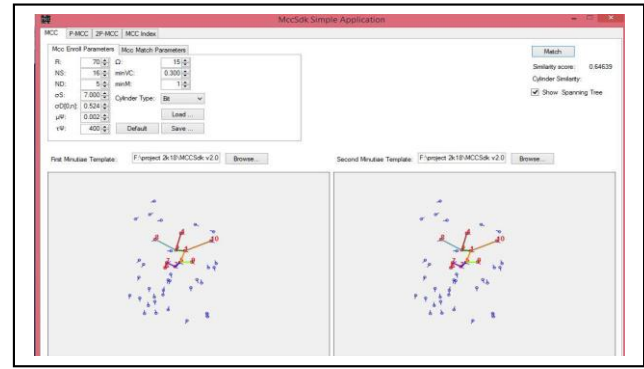 MccSdk Simple Application
MCC P-MCC 2P-MCC MCC Index
Mcc Enroll Parameters Mcc Match Parameters
R: 70 Ω: 15
NS: 16 minVC: 0.300
ND: 5 minM: 1
σS: 7.000 Cylinder Type: Bit
σD[0,π]: 0.524
μΨ: 0.002 Load ...
τΨ: 400 Default Save ...
Match
Similarity score: 0.64639
Cylinder Similarity:
Show Spanning Tree
First Minutiae Template: F:\project 2k18\MCCSdk v2.0 Browse...
Second Minutiae Template: F:\project 2k18\MCCSdk v2.0 Browse...